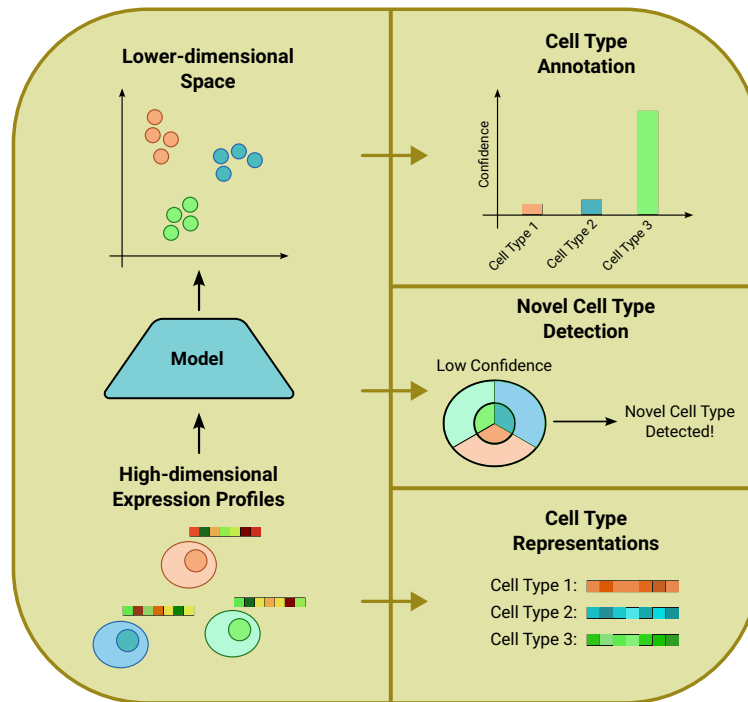 Lower-dimensional
Space
Model
High-dimensional
Expression Profiles
Cell Type
Annotation
Confidence
Cell Type 1
Cell Type 2
Cell Type 3
Novel Cell Type
Detection
Low Confidence
Novel Cell Type
Detected!
Cell Type
Representations
Cell Type 1:
Cell Type 2:
Cell Type 3: